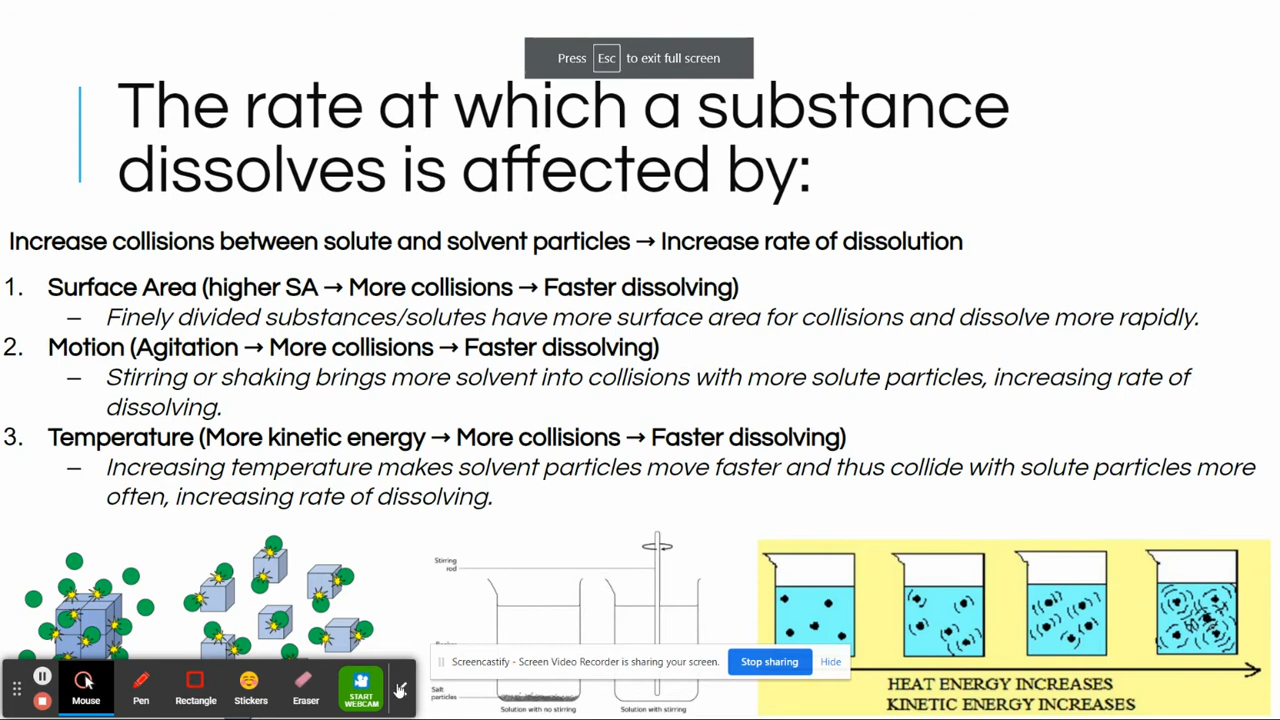 Press Esc to exit full screen
The rate at which a substance
dissolves is affected by:
Increase collisions between solute and solvent particles → Increase rate of dissolution
1. Surface Area (higher SA → More collisions → Faster dissolving)
– Finely divided substances/solutes have more surface area for collisions and dissolve more rapidly.
2. Motion (Agitation → More collisions → Faster dissolving)
– Stirring or shaking brings more solvent into collisions with more solute particles, increasing rate of
dissolving.
3. Temperature (More kinetic energy → More collisions → Faster dissolving)
– Increasing temperature makes solvent particles move faster and thus collide with solute particles more
often, increasing rate of dissolving.
Stirring
rod
Salt
particles
Solution with no stirring
Solution with stirring
HEAT ENERGY INCREASES
KINETIC ENERGY INCREASES
Screencastify - Screen Video Recorder is sharing your screen.
Stop sharing
Hide
Mouse
Pen
Rectangle
Stickers
Eraser
START
WEBCAM